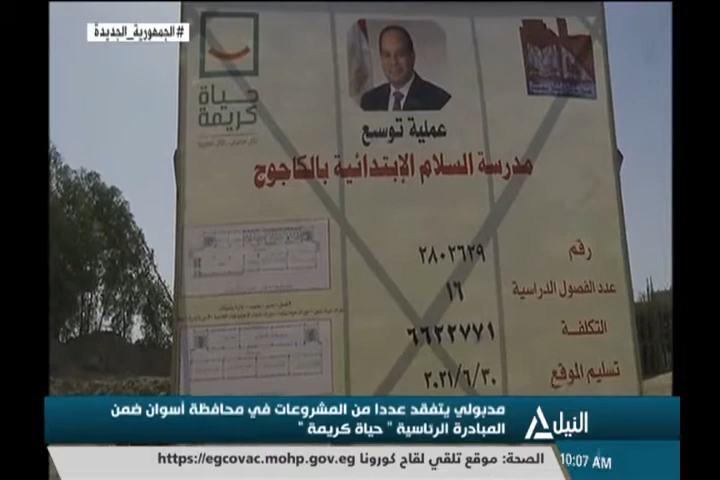 #الجمهورية_الجديدة
حياة
كريمة
عملية توسع
مدرسة السلام الإبتدائية بالكاجوج
رقم ٢٨٠٢٦٢٩
عدد الفصول الدراسية ١٦
التكلفة ٦٦٢٢٧٧١
تسليم الموقع ٢٠٢١/٦/٣٠
النيل
مدبولي يتفقد عددا من المشروعات في محافظة أسوان ضمن
المبادرة الرئاسية " حياة كريمة "
10:07 AM
الصحة: موقع تلقي لقاح كورونا https://egcovac.mohp.gov.eg